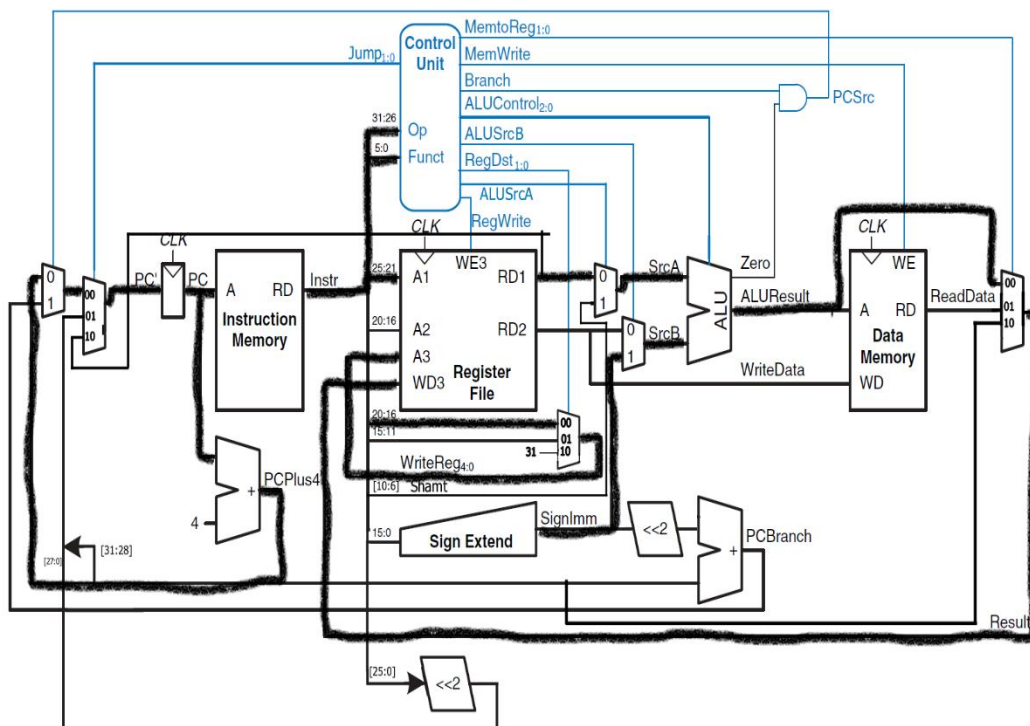 MemtoReg1:0
Control
Unit
Jump1:0
MemWrite
Branch
PCSrc
ALUControl2:0
31:26
Op
ALUSrcB
5:0
Funct
RegDst1:0
ALUSrcA
RegWrite
CLK
CLK
CLK
0
1
00
01
10
PC'
PC
A
RD
Instruction
Memory
Instr
25:21
A1
WE3
RD1
20:16
A2
RD2
A3
WD3
Register
File
0
1
SrcA
0
1
SrcB
ALU
Zero
ALUResult
WE
A
RD
Data
Memory
WD
ReadData
WriteData
00
01
10
20:16
15:11
00
01
31
10
WriteReg4:0
[10:6]
Shamt
PCPlus4
+
4
SignImm
15:0
Sign Extend
<<2
+
PCBranch
[27:0]
[31:28]
Result
[25:0]
<<2